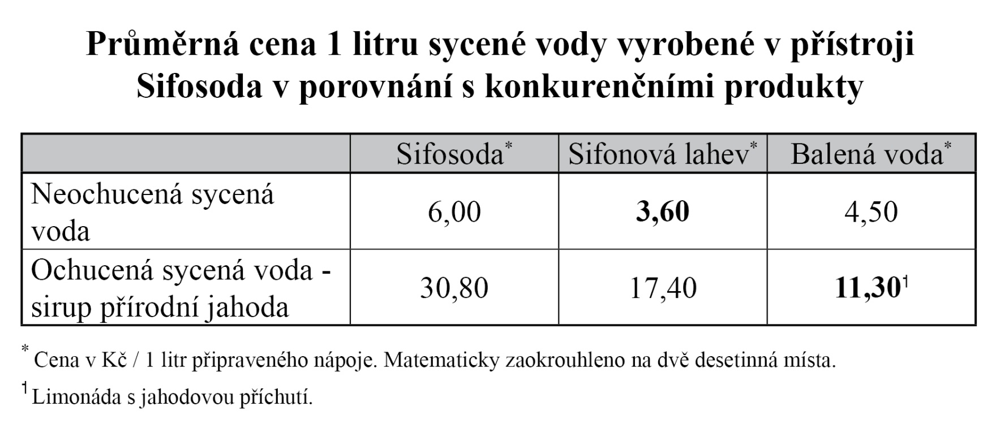 Průměrná cena 1 litru sycené vody vyrobené v přístroji
Sifosoda v porovnání s konkurenčními produkty
Sifosoda* Sifonová lahev* Balená voda*
Neochucená sycená
voda 6,00 3,60 4,50
Ochucená sycená voda -
sirup přírodní jahoda 30,80 17,40 11,30†
* Cena v Kč / 1 litr připraveného nápoje. Matematicky zaokrouhleno na dvě desetinná místa.
† Limonáda s jahodovou příchutí.